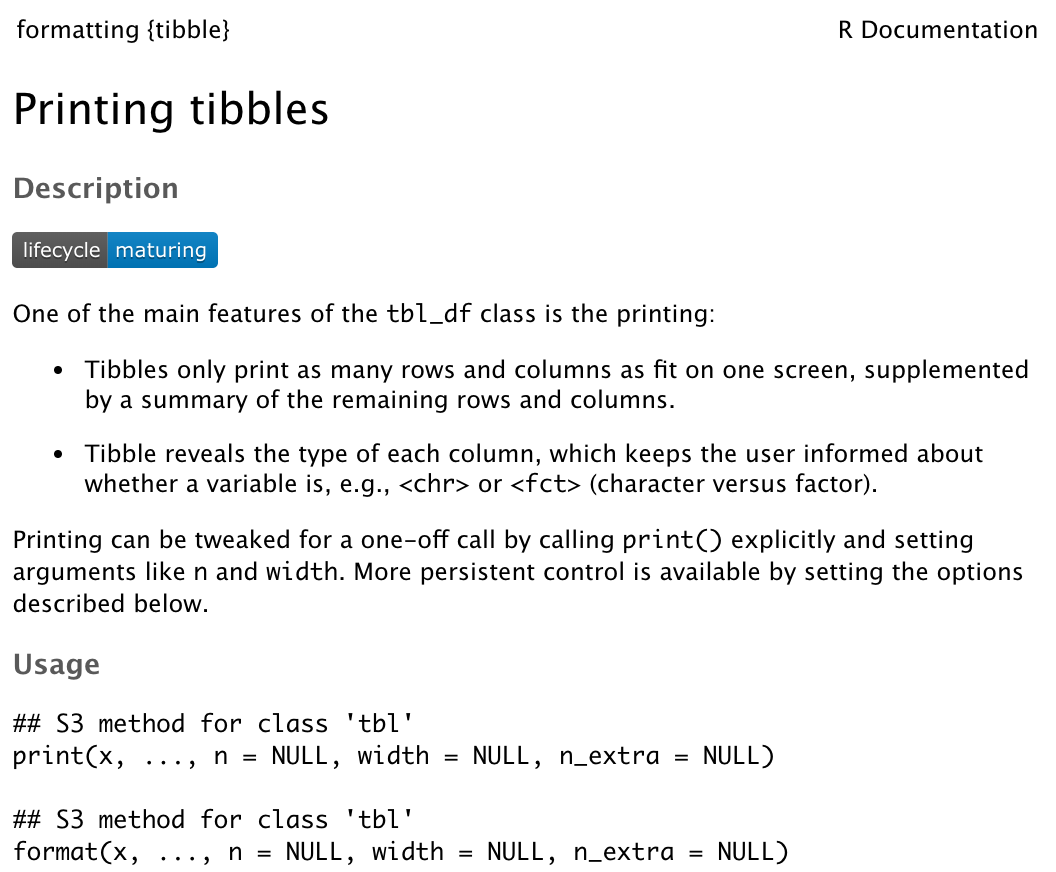 formatting {tibble} R Documentation
Printing tibbles
Description
lifecycle maturing
One of the main features of the tbl_df class is the printing:
• Tibbles only print as many rows and columns as fit on one screen, supplemented
by a summary of the remaining rows and columns.
• Tibble reveals the type of each column, which keeps the user informed about
whether a variable is, e.g., <chr> or <fct> (character versus factor).
Printing can be tweaked for a one-off call by calling print() explicitly and setting
arguments like n and width. More persistent control is available by setting the options
described below.
Usage
## S3 method for class 'tbl'
print(x, ..., n = NULL, width = NULL, n_extra = NULL)
## S3 method for class 'tbl'
format(x, ..., n = NULL, width = NULL, n_extra = NULL)